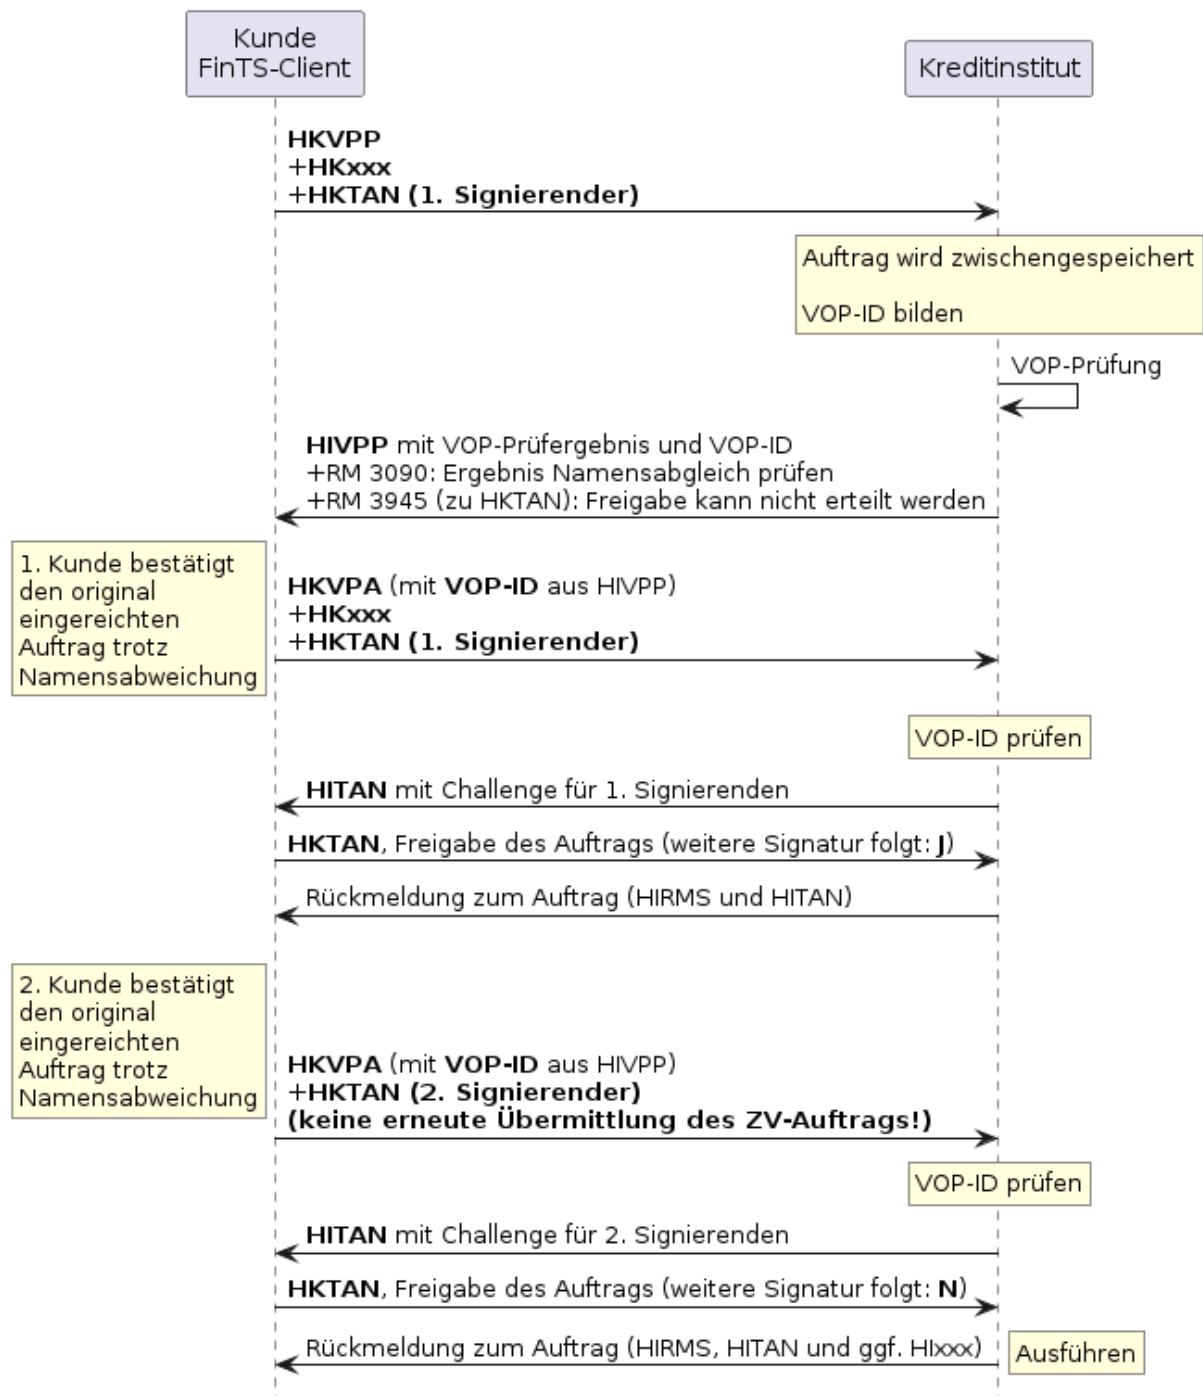 Kunde
FinTS-Client
Kreditinstitut
HKVPP
+HKxxx
+HKTAN (1. Signierender)
Auftrag wird zwischengespeichert
VOP-ID bilden
VOP-Prüfung
HIVPP mit VOP-Prüfergebnis und VOP-ID
+RM 3090: Ergebnis Namensabgleich prüfen
+RM 3945 (zu HKTAN): Freigabe kann nicht erteilt werden
1. Kunde bestätigt
den original
eingereichten
Auftrag trotz
Namensabweichung
HKVPA (mit VOP-ID aus HIVPP)
+HKxxx
+HKTAN (1. Signierender)
VOP-ID prüfen
HITAN mit Challenge für 1. Signierenden
HKTAN, Freigabe des Auftrags (weitere Signatur folgt: J)
Rückmeldung zum Auftrag (HIRMS und HITAN)
2. Kunde bestätigt
den original
eingereichten
Auftrag trotz
Namensabweichung
HKVPA (mit VOP-ID aus HIVPP)
+HKTAN (2. Signierender)
(keine erneute Übermittlung des ZV-Auftrags!)
VOP-ID prüfen
HITAN mit Challenge für 2. Signierenden
HKTAN, Freigabe des Auftrags (weitere Signatur folgt: N)
Rückmeldung zum Auftrag (HIRMS, HITAN und ggf. HIxxx)
Ausführen